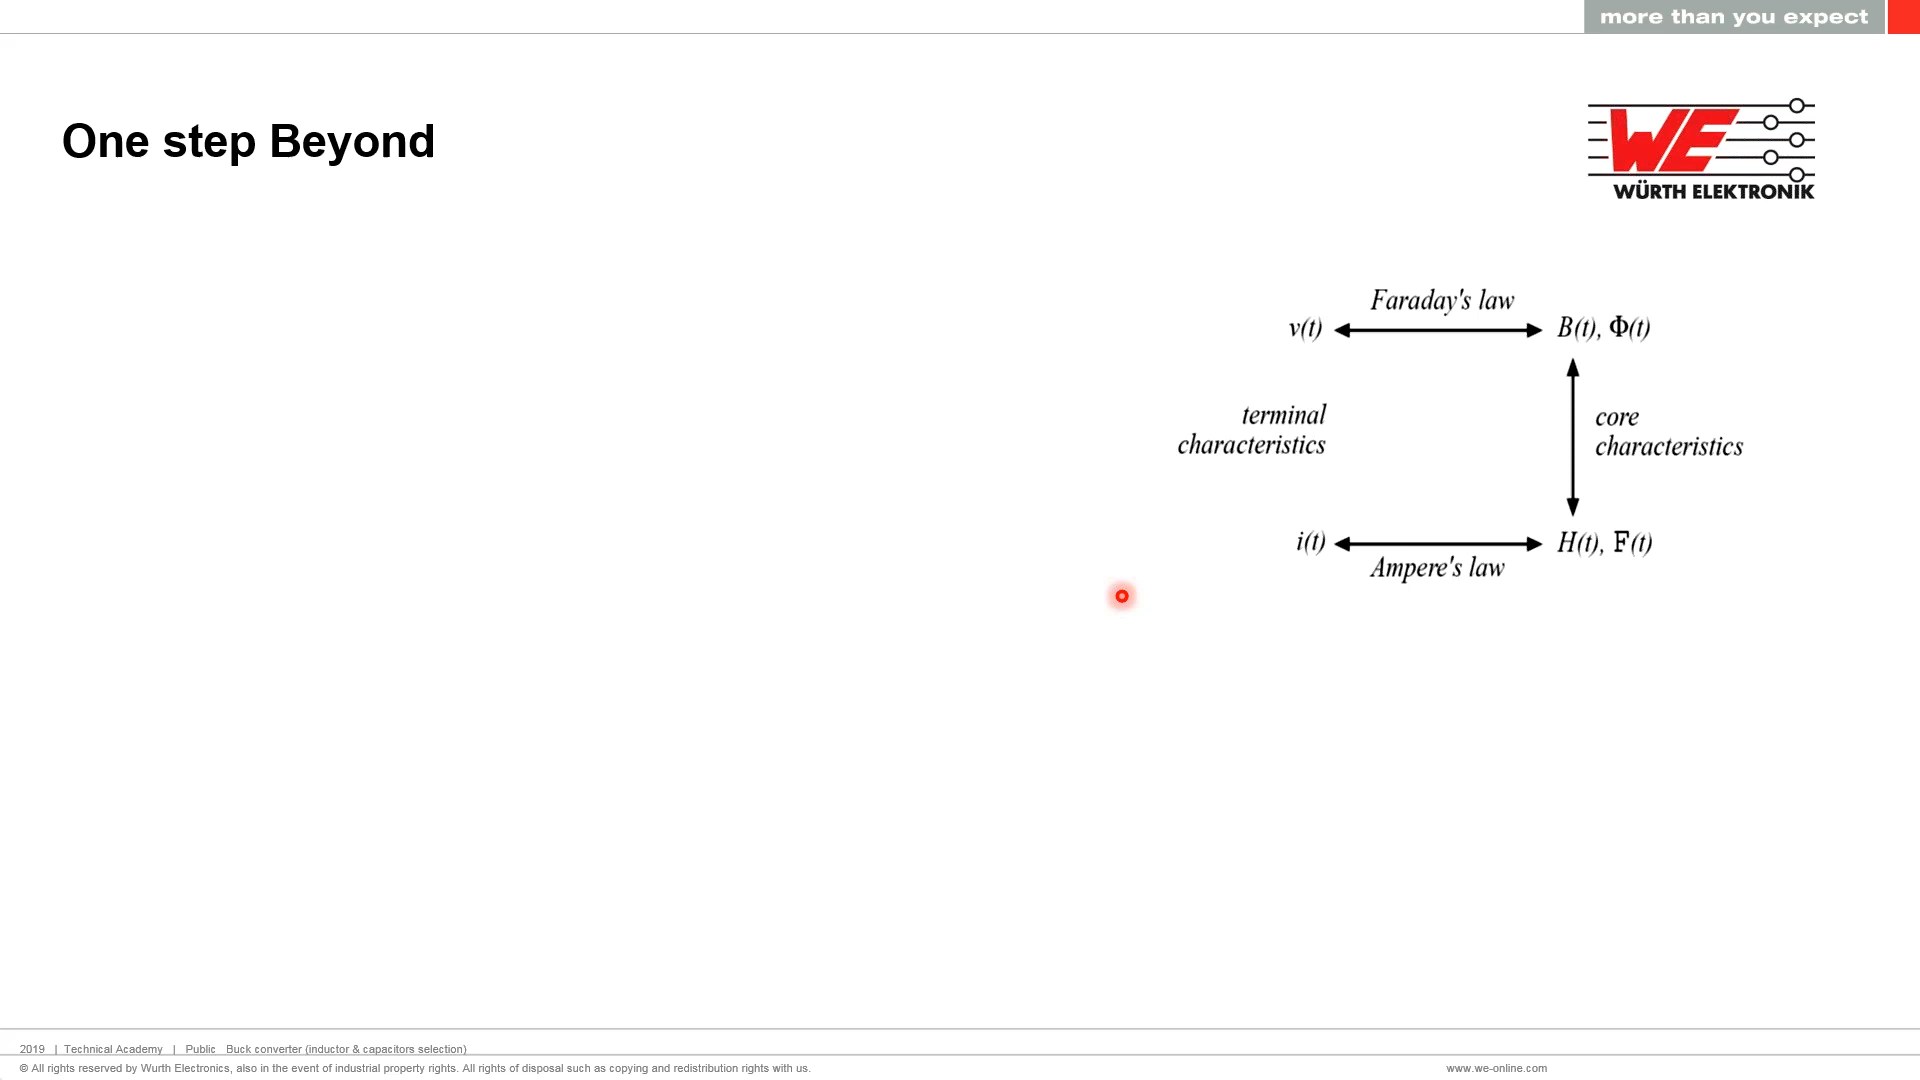 more than you expect
One step Beyond
WE
WÜRTH ELEKTRONIK
Faraday's law
v(t)
B(t), Φ(t)
terminal
characteristics
core
characteristics
i(t)
H(t), F(t)
Ampere's law
2019 | Technical Academy | Public Buck converter (inductor & capacitors selection)
© All rights reserved by Wurth Electronics, also in the event of industrial property rights. All rights of disposal such as copying and redistribution rights with us.
www.we-online.com